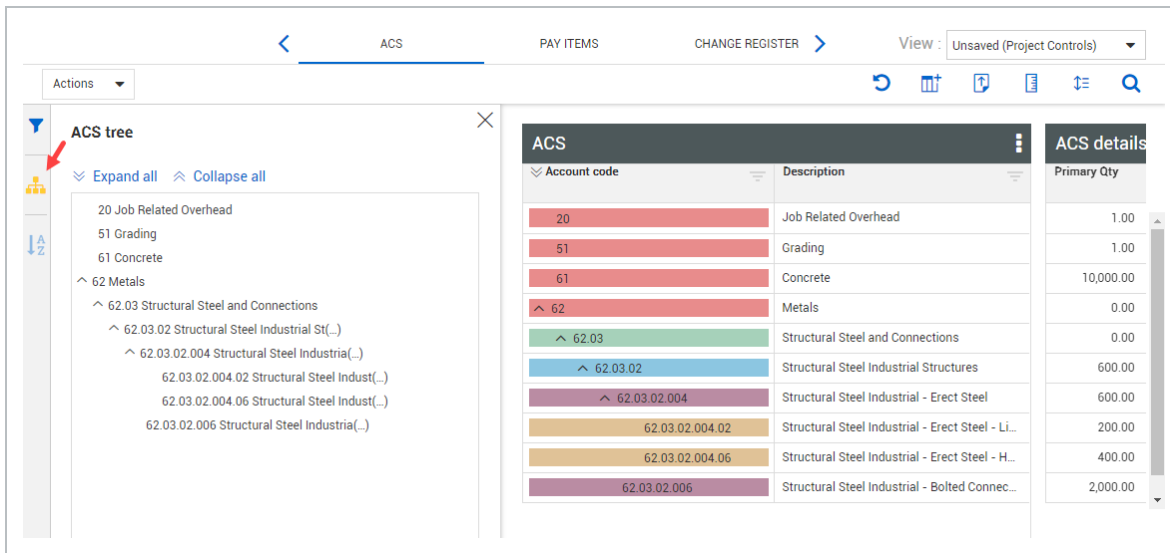 ACS PAY ITEMS CHANGE REGISTER View : Unsaved (Project Controls)
Actions
ACS tree
Expand all Collapse all
20 Job Related Overhead
51 Grading
61 Concrete
62 Metals
62.03 Structural Steel and Connections
62.03.02 Structural Steel Industrial St(...)
62.03.02.004 Structural Steel Industria(...)
62.03.02.004.02 Structural Steel Indust(...)
62.03.02.004.06 Structural Steel Indust(...)
62.03.02.006 Structural Steel Industria(...)
A
Z
ACS ACS details
Account code Description Primary Qty
20 Job Related Overhead 1.00
51 Grading 1.00
61 Concrete 10,000.00
62 Metals 0.00
62.03 Structural Steel and Connections 0.00
62.03.02 Structural Steel Industrial Structures 600.00
62.03.02.004 Structural Steel Industrial - Erect Steel 600.00
62.03.02.004.02 Structural Steel Industrial - Erect Steel - Li... 200.00
62.03.02.004.06 Structural Steel Industrial - Erect Steel - H... 400.00
62.03.02.006 Structural Steel Industrial - Bolted Connec... 2,000.00